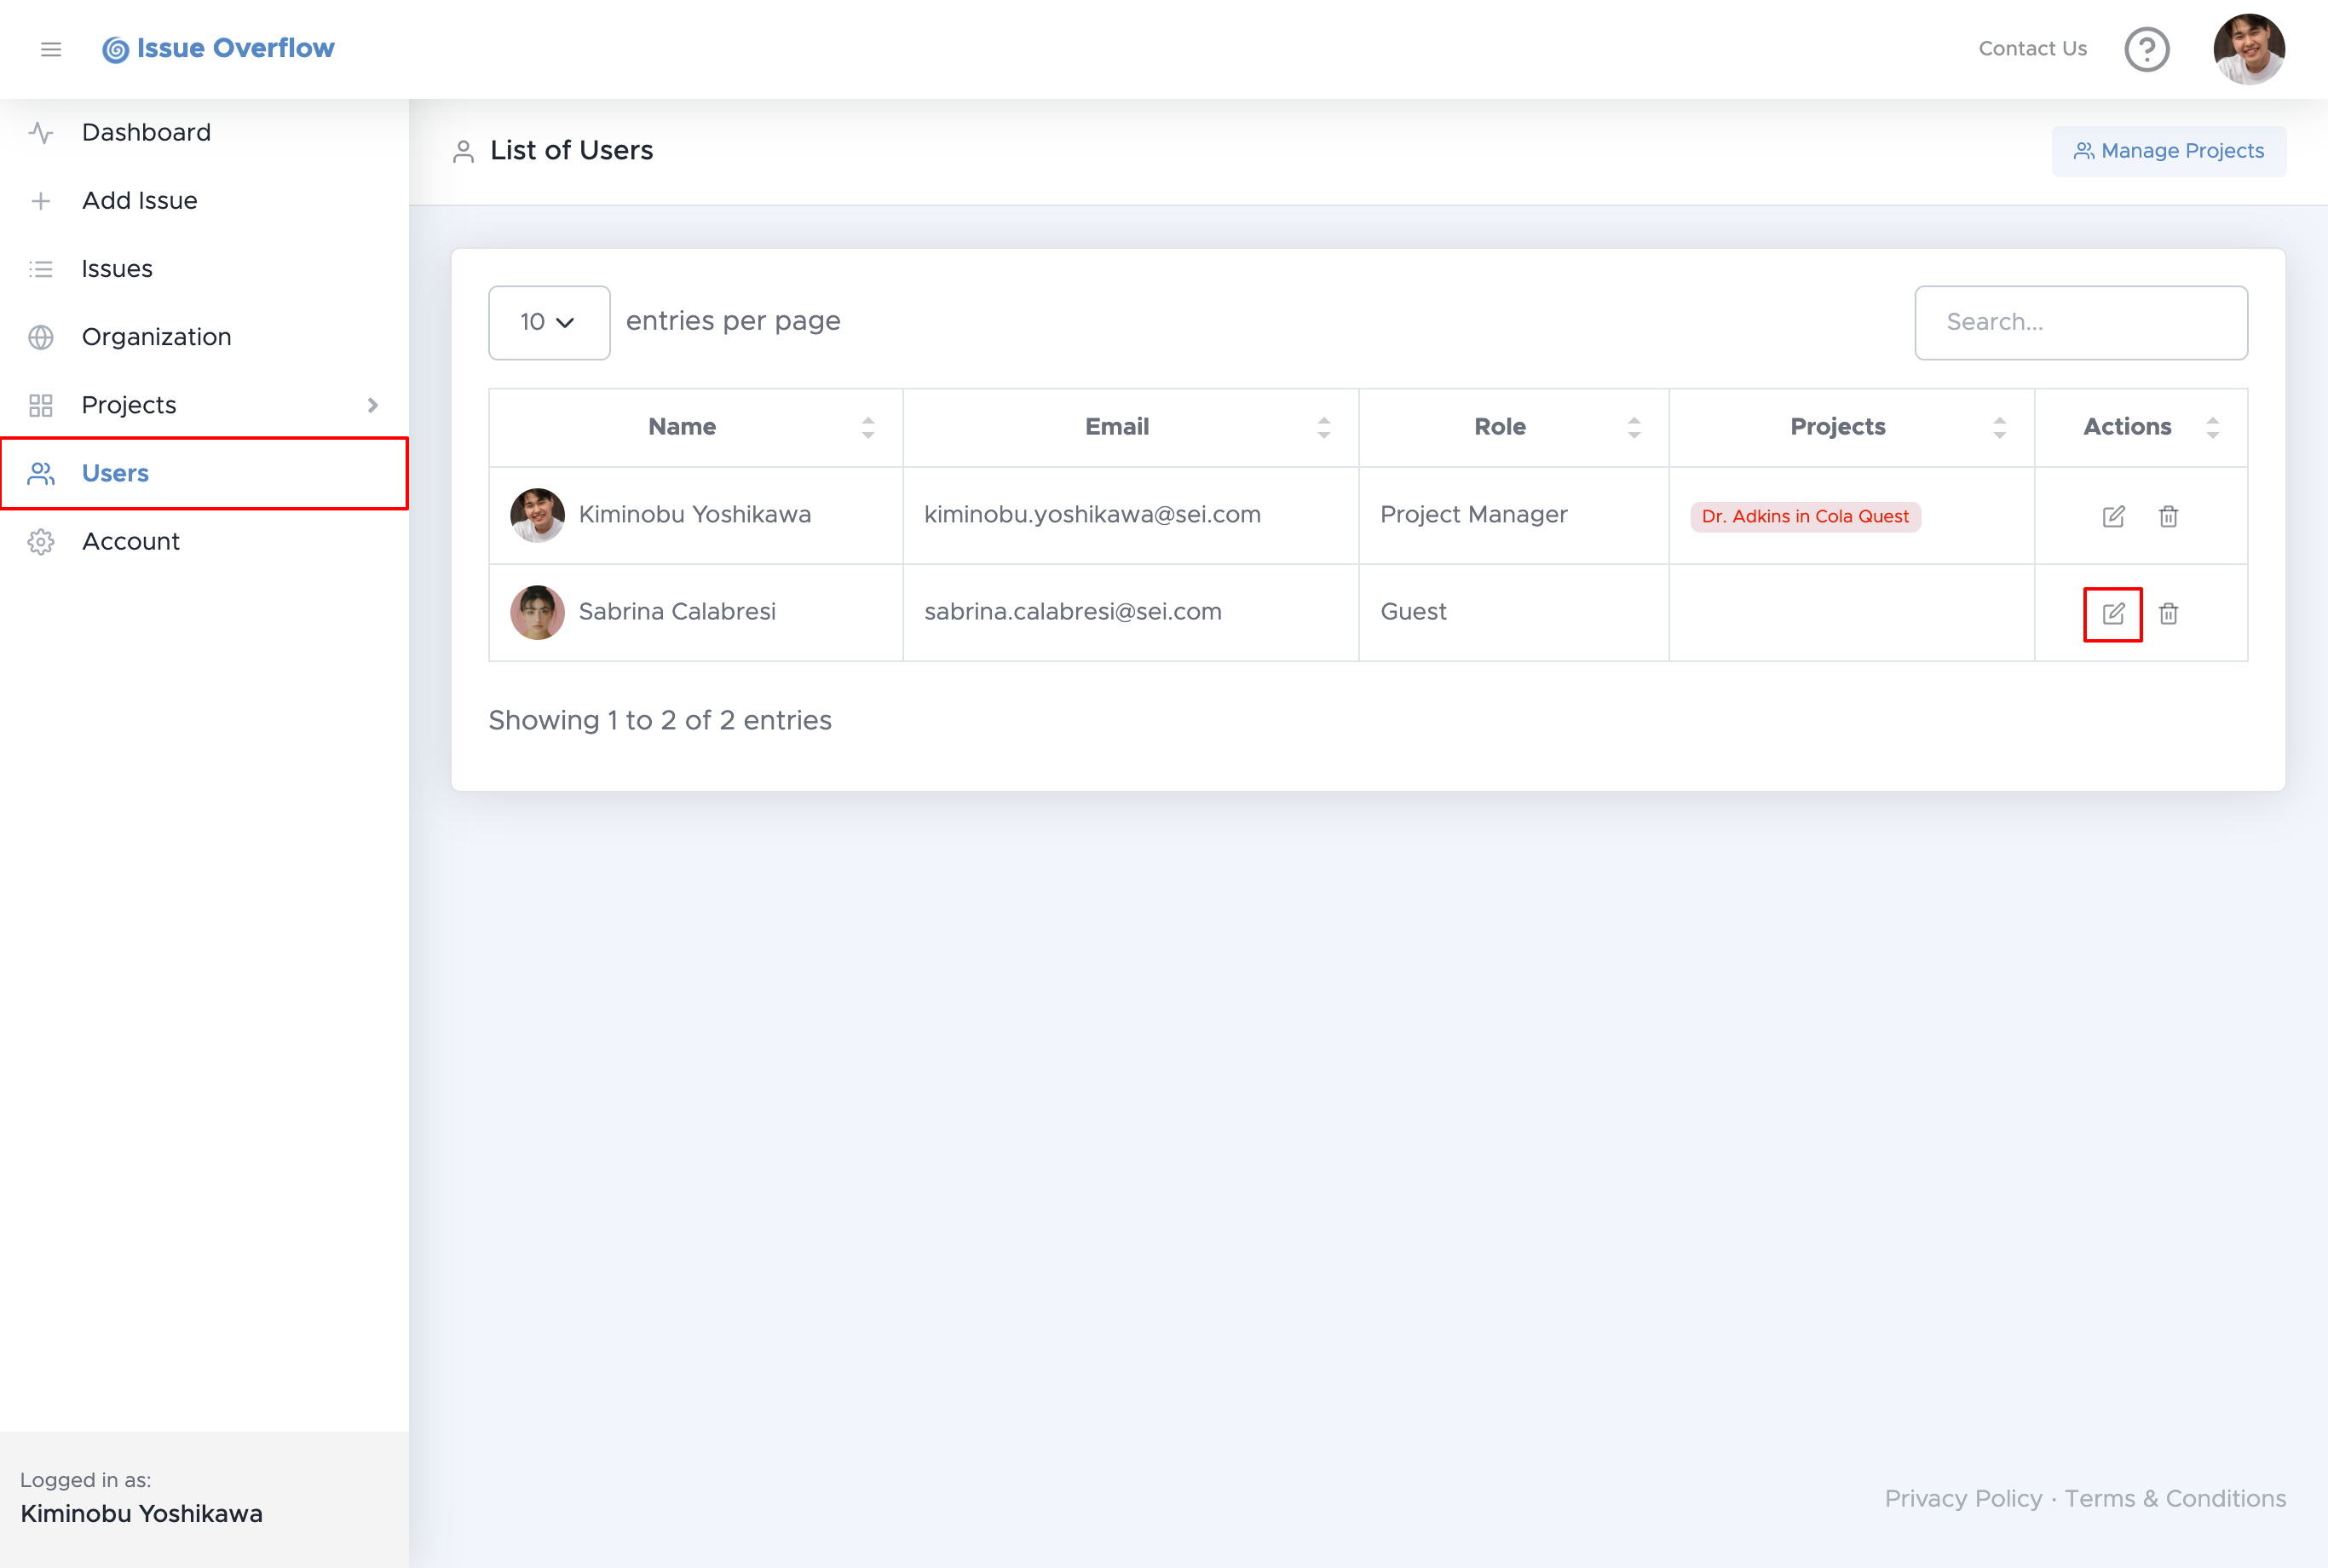 Issue Overflow
Contact Us
Dashboard
Add Issue
Issues
Organization
Projects
Users
Account
List of Users
Manage Projects
10 entries per page
Search...
Name Email Role Projects Actions
Kiminobu Yoshikawa kiminobu.yoshikawa@sei.com Project Manager Dr. Adkins in Cola Quest
Sabrina Calabresi sabrina.calabresi@sei.com Guest
Showing 1 to 2 of 2 entries
Logged in as:
Kiminobu Yoshikawa
Privacy Policy · Terms & Conditions